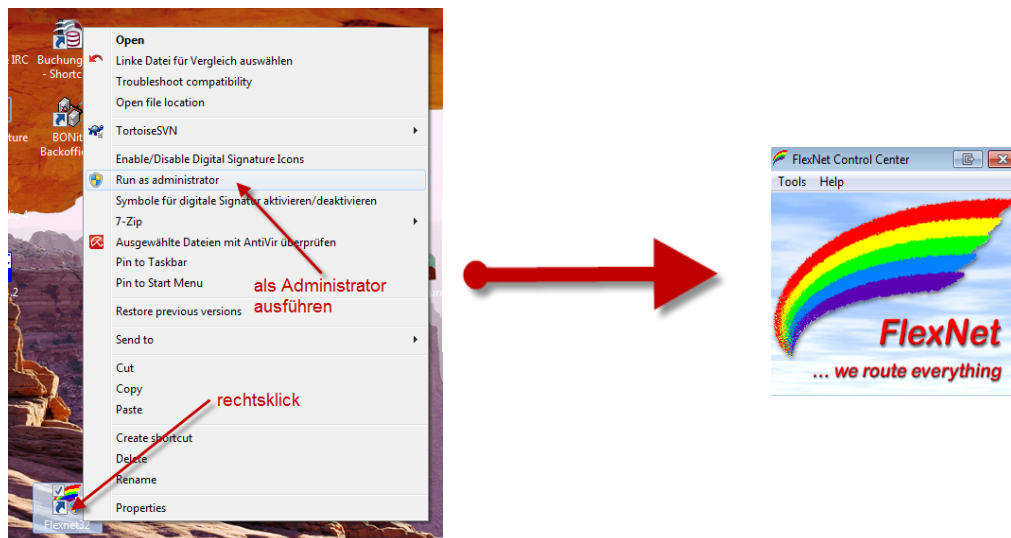 IRC
Buchung
- Shortc
ture
BONit
Backoffi
Open
Linke Datei für Vergleich auswählen
Troubleshoot compatibility
Open file location
TortoiseSVN
Enable/Disable Digital Signature Icons
Run as administrator
Symbole für digitale Signatur aktivieren/deaktivieren
7-Zip
Ausgewählte Dateien mit AntiVir überprüfen
Pin to Taskbar
Pin to Start Menu
Restore previous versions
Send to
Cut
Copy
Paste
Create shortcut
Delete
Rename
Properties
als Administrator
ausführen
rechtsklick
Flexnet32
FlexNet Control Center
Tools Help
FlexNet
... we route everything